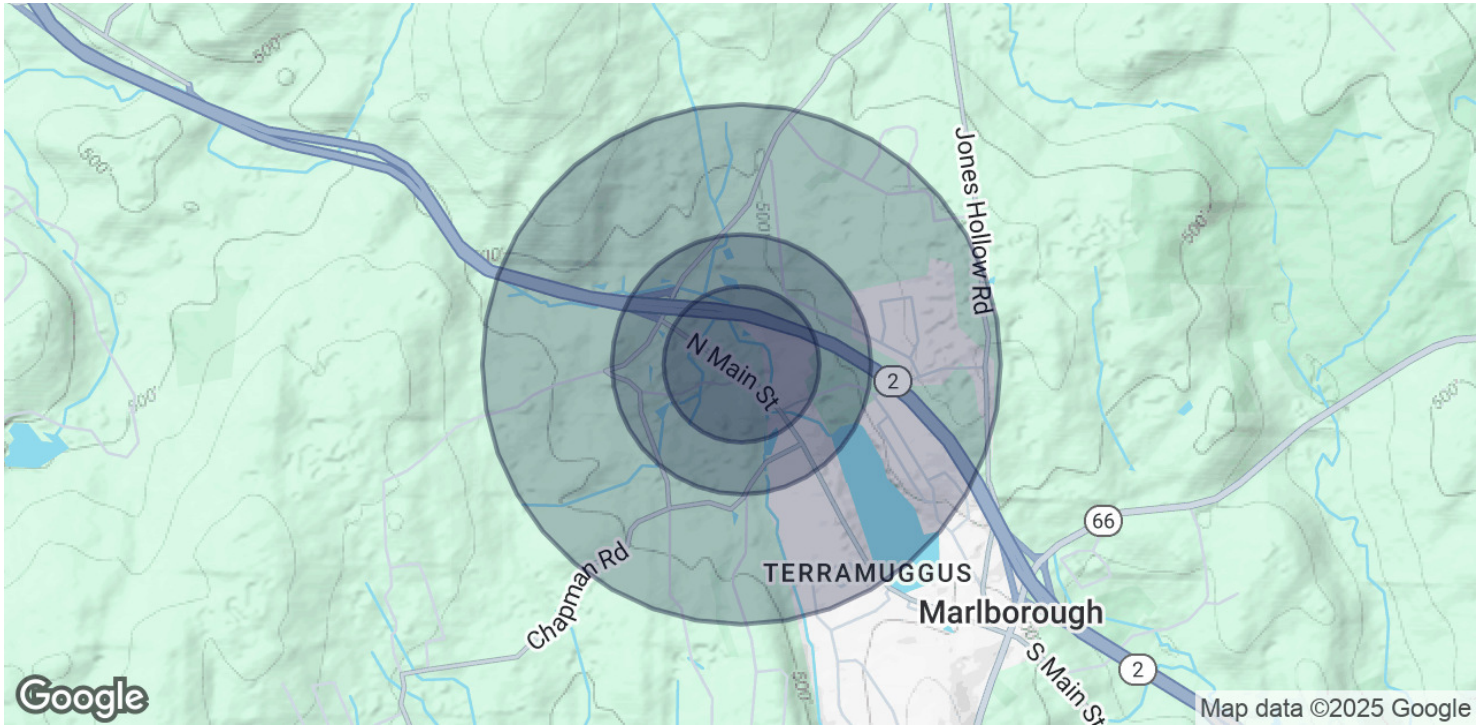 500'
500'
Jones Hollow Rd
500'
500'
N Main St
2
500'
500'
66
Chapman Rd
TERRAMUGGUS
Marlborough
S Main St
2
500'
Google
Map data ©2025 Google